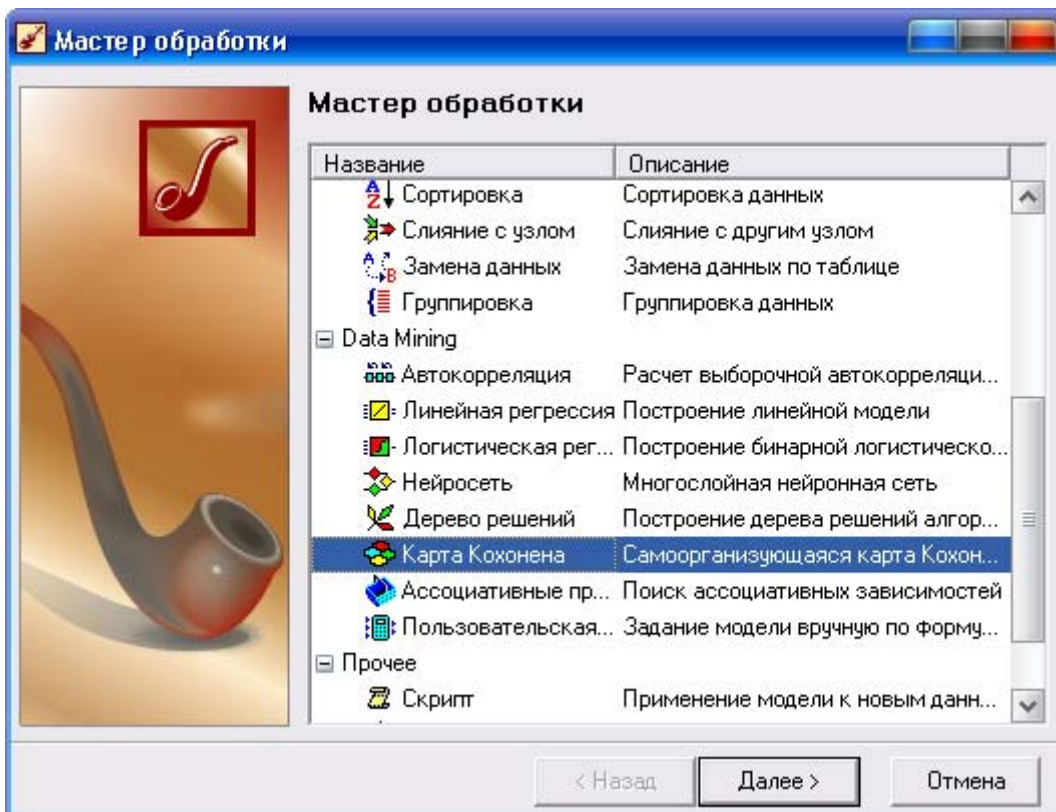 Мастер обработки
Мастер обработки
Название Описание
Сортировка Сортировка данных
Слияние с узлом Слияние с другим узлом
Замена данных Замена данных по таблице
Группировка Группировка данных
Data Mining
Автокорреляция Расчет выборочной автокорреляци...
Линейная регрессия Построение линейной модели
Логистическая рег... Построение бинарной логистическо...
Нейросеть Многослойная нейронная сеть
Дерево решений Построение дерева решений алгор...
Карта Кохонена Самоорганизующаяся карта Кохон...
Ассоциативные пр... Поиск ассоциативных зависимостей
Пользовательская... Задание модели вручную по форму...
Прочее
Скрипт Применение модели к новым данн...
< Назад Далее > Отмена